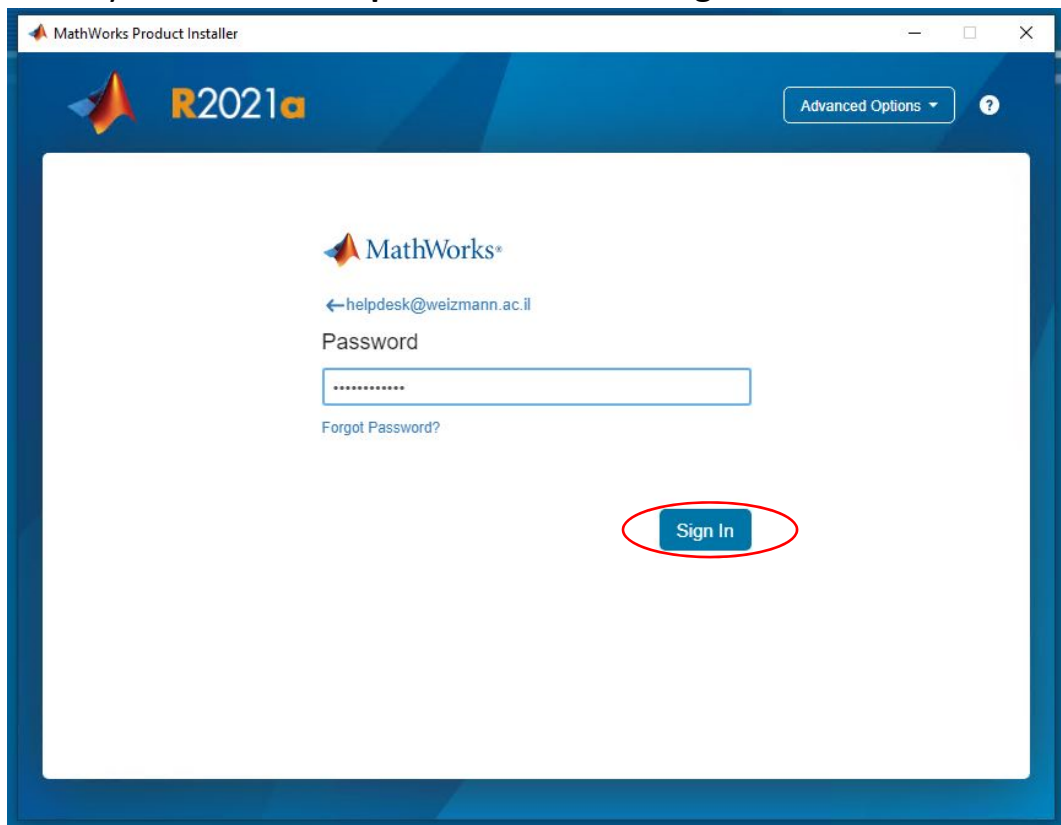 MathWorks Product Installer
R2021a
Advanced Options
?
MathWorks®
←helpdesk@weizmann.ac.il
Password
••••••••••••
Forgot Password?
Sign In